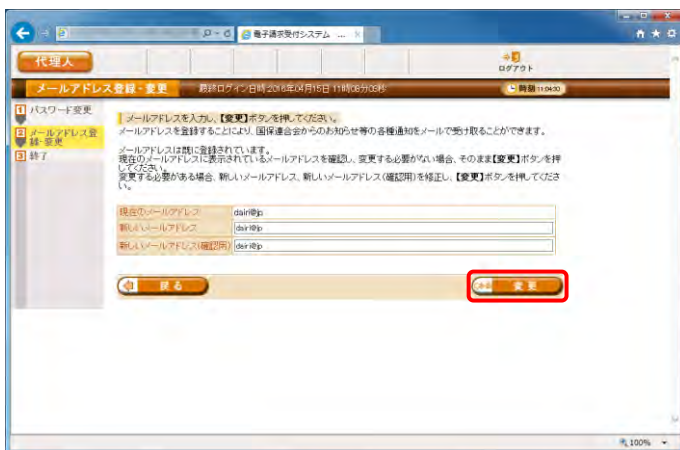 電子請求受付システム ...
代理人
ログアウト
メールアドレス登録・変更
最終ログイン日時:2016年04月15日 11時08分09秒
時刻 11:04:30
1 パスワード変更
2 メールアドレス登録・変更
3 終了
メールアドレスを入力し、【変更】ボタンを押してください。
メールアドレスを登録することにより、国保連合会からのお知らせ等の各種通知をメールで受け取ることができます。
メールアドレスは既に登録されています。
現在のメールアドレスに表示されているメールアドレスを確認し、変更する必要がない場合、そのまま【変更】ボタンを押
してください。
変更する必要がある場合、新しいメールアドレス、新しいメールアドレス(確認用)を修正し、【変更】ボタンを押してくださ
い。
現在のメールアドレス dairi@jp
新しいメールアドレス dairi@jp
新しいメールアドレス(確認用) dairi@jp
戻る
変更
100%